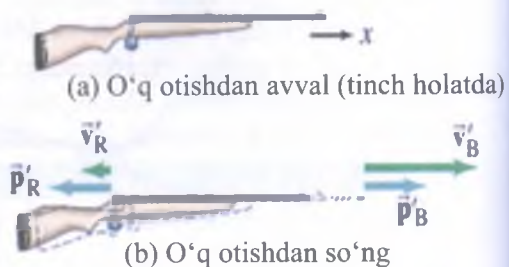 x
(a) O‘q otishdan avval (tinch holatda)
v⃗′R
v⃗′B
p⃗′R
p⃗′B
(b) O‘q otishdan so‘ng